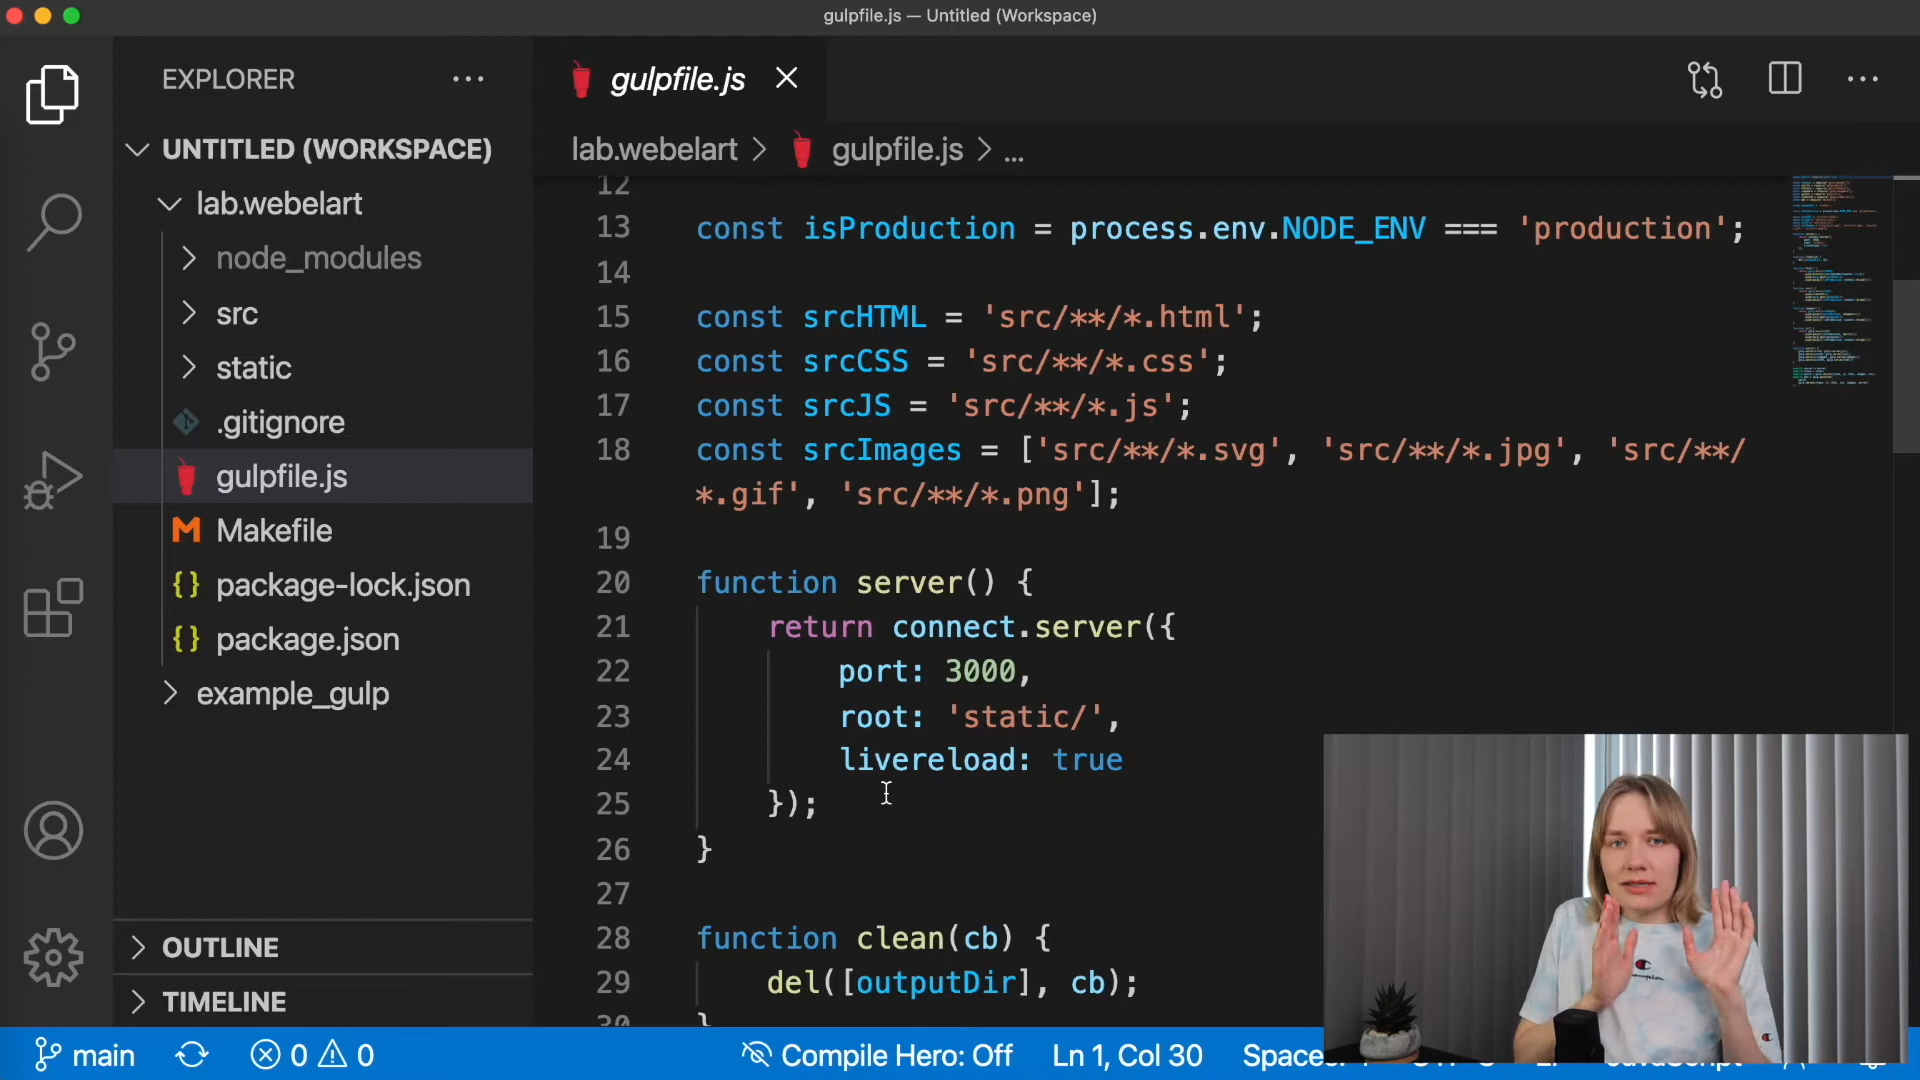 gulpfile.js — Untitled (Workspace)
EXPLORER
UNTITLED (WORKSPACE)
lab.webelart
node_modules
src
static
.gitignore
gulpfile.js
Makefile
package-lock.json
package.json
example_gulp
OUTLINE
TIMELINE
gulpfile.js
lab.webelart > gulpfile.js > ...
12
13 const isProduction = process.env.NODE_ENV === 'production';
14
15 const srcHTML = 'src/**/*.html';
16 const srcCSS = 'src/**/*.css';
17 const srcJS = 'src/**/*.js';
18 const srcImages = ['src/**/*.svg', 'src/**/*.jpg', 'src/**/
*.gif', 'src/**/*.png'];
19
20 function server() {
21 return connect.server({
22 port: 3000,
23 root: 'static/',
24 livereload: true
25 });
26 }
27
28 function clean(cb) {
29 del([outputDir], cb);
30 }
main 0 0 Compile Hero: Off Ln 1, Col 30